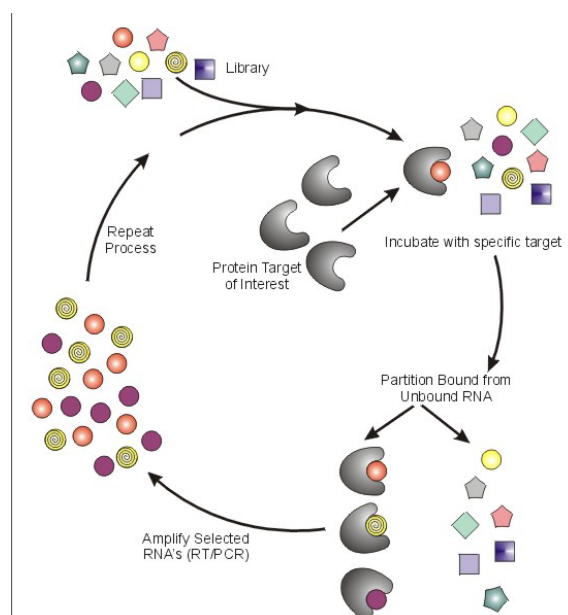 Library
Repeat
Process
Protein Target
of Interest
Incubate with specific target
Partition Bound from
Unbound RNA
Amplify Selected
RNA's (RT/PCR)